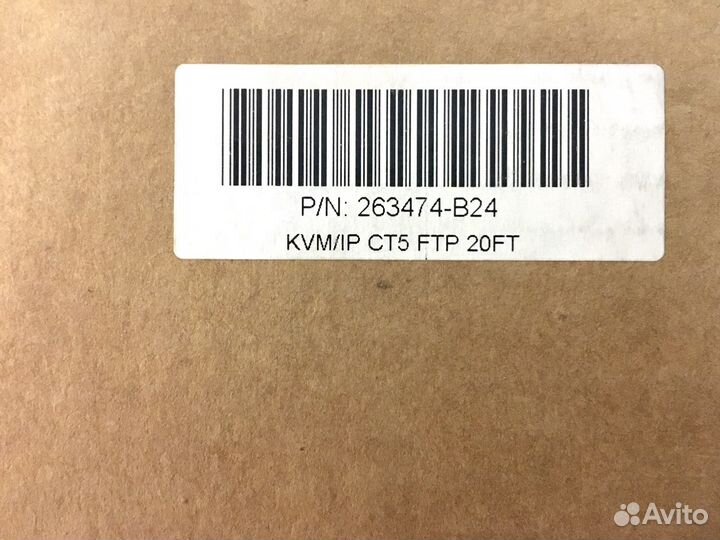 P/N: 263474-B24
KVM/IP CT5 FTP 20FT
Avito